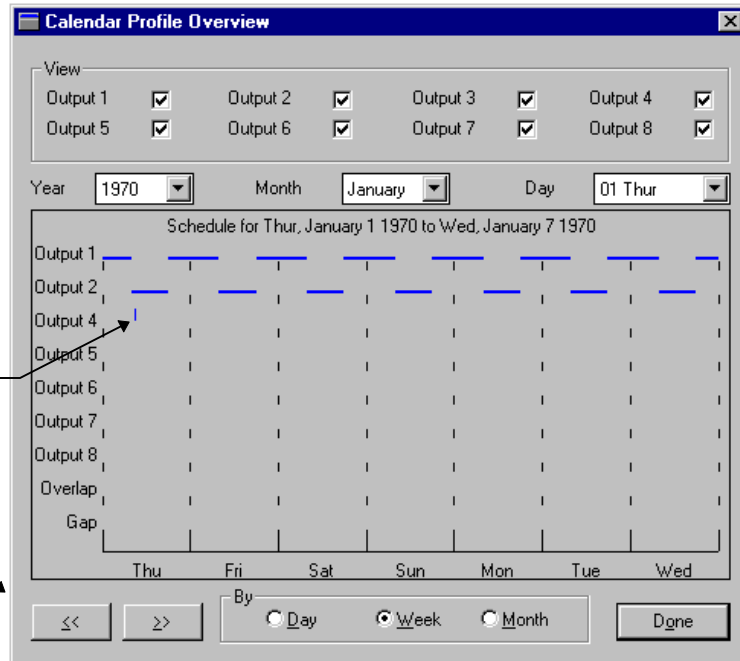 Calendar Profile Overview
View
Output 1 Output 2 Output 3 Output 4
Output 5 Output 6 Output 7 Output 8
Year 1970 Month January Day 01 Thur
Schedule for Thur, January 1 1970 to Wed, January 7 1970
Output 1
Output 2
Output 4
Output 5
Output 6
Output 7
Output 8
Overlap
Gap
Thu Fri Sat Sun Mon Tue Wed
<< >> By Day Week Month Done